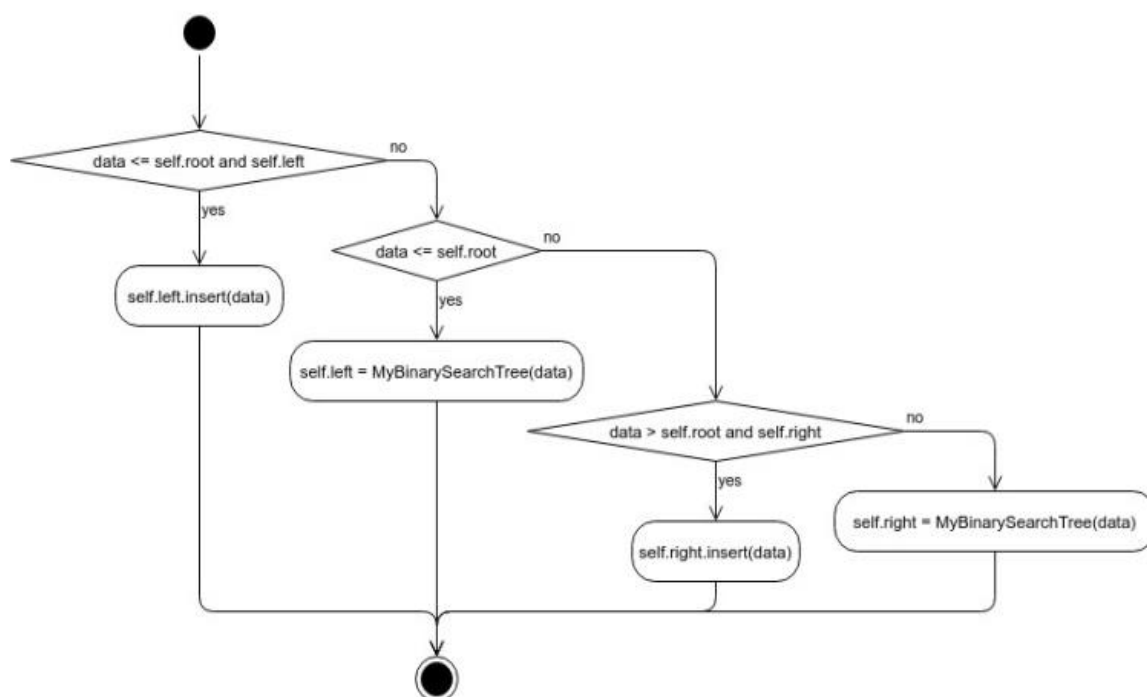 data <= self.root and self.left
no
yes
data <= self.root
no
self.left.insert(data)
yes
self.left = MyBinarySearchTree(data)
data > self.root and self.right
no
yes
self.right = MyBinarySearchTree(data)
self.right.insert(data)